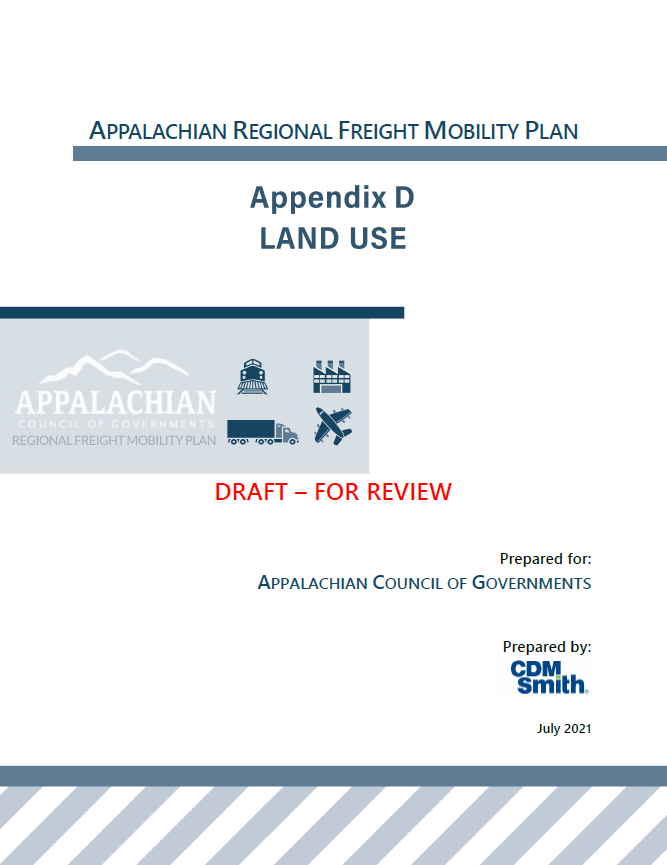 APPALACHIAN REGIONAL FREIGHT MOBILITY PLAN
Appendix D
LAND USE
APPALACHIAN
COUNCIL OF GOVERNMENTS
REGIONAL FREIGHT MOBILITY PLAN
DRAFT – FOR REVIEW
Prepared for:
APPALACHIAN COUNCIL OF GOVERNMENTS
Prepared by:
CDM
Smith®
July 2021